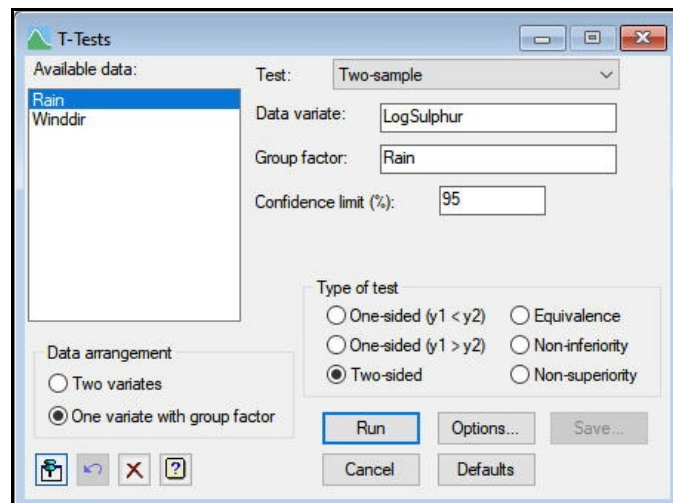 T-Tests
Available data:
Rain
Winddir
Test: Two-sample
Data variate: LogSulphur
Group factor: Rain
Confidence limit (%): 95
Type of test
One-sided (y1 < y2) Equivalence
One-sided (y1 > y2) Non-inferiority
Two-sided Non-superiority
Data arrangement
Two variates
One variate with group factor
Run Options... Save...
Cancel Defaults
?